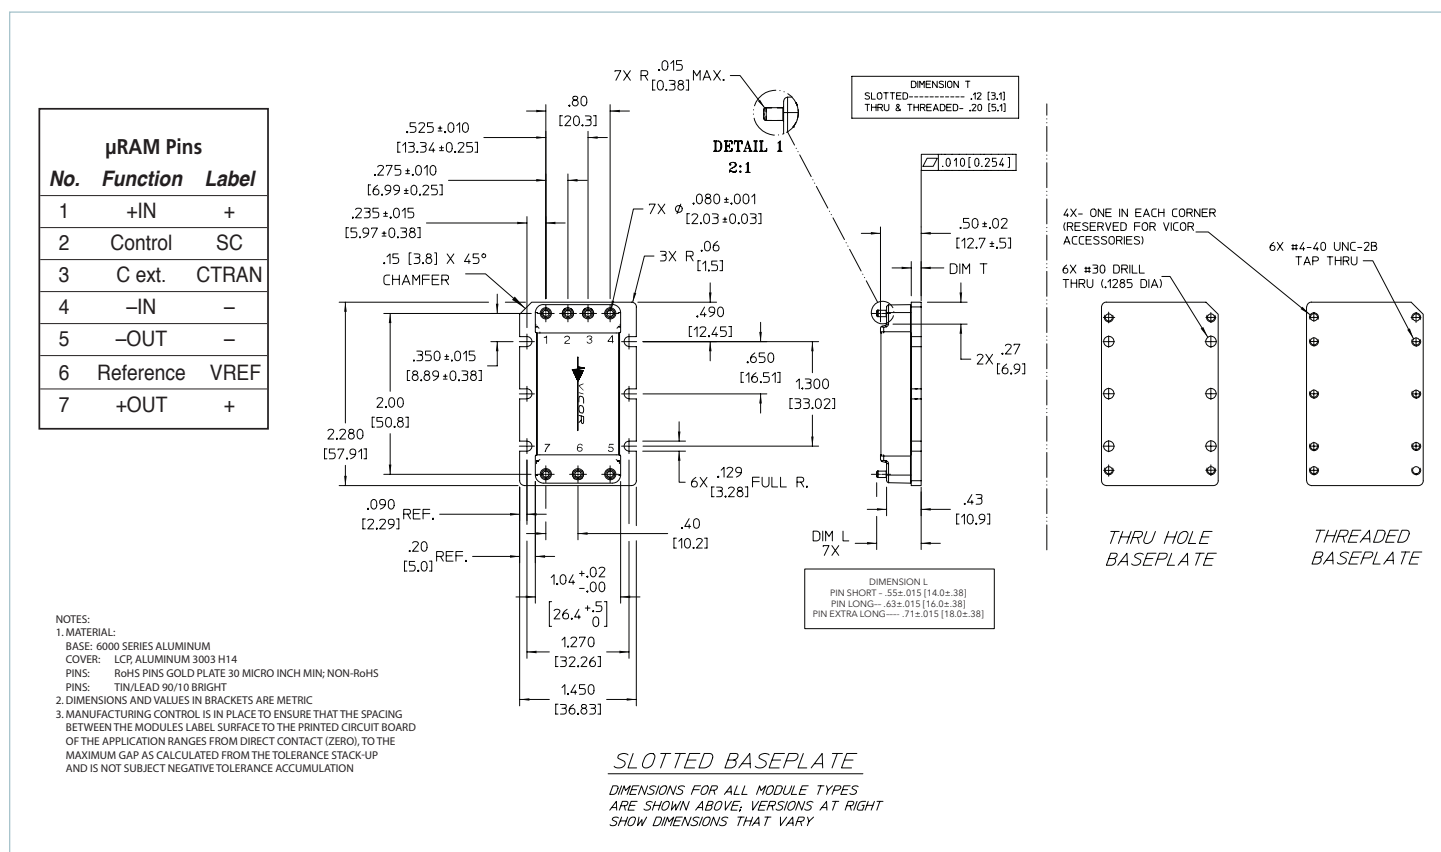 µRAM Pins
No. Function Label
1 +IN +
2 Control SC
3 C ext. CTRAN
4 –IN –
5 –OUT –
6 Reference VREF
7 +OUT +
7X R .015 [0.38] MAX.
DETAIL 1
2:1
DIMENSION T
SLOTTED----------- .12 [3.1]
THRU & THREADED- .20 [5.1]
.010[0.254]
.80
[20.3]
.525±.010
[13.34±0.25]
.275±.010
[6.99±0.25]
.235±.015
[5.97±0.38]
.15 [3.8] X 45°
CHAMFER
7X Ø .080±.001
[2.03±0.03]
3X R .06
[1.5]
.50±.02
[12.7±.5]
DIM T
.490
[12.45]
.650
[16.51]
1.300
[33.02]
2X .27
[6.9]
.350±.015
[8.89±0.38]
2.00
[50.8]
2.280
[57.91]
1 2 3 4
VICOR
7 6 5
6X .129 [3.28] FULL R.
.43
[10.9]
.090
[2.29] REF.
.20
[5.0] REF.
.40
[10.2]
DIM L
7X
1.04 +.02
-.00
[26.4 +.5
0]
1.270
[32.26]
1.450
[36.83]
DIMENSION L
PIN SHORT - .55±.015 [14.0±.38]
PIN LONG--- .63±.015 [16.0±.38]
PIN EXTRA LONG----- .71±.015 [18.0±.38]
4X- ONE IN EACH CORNER
(RESERVED FOR VICOR
ACCESSORIES)
6X #30 DRILL
THRU (.1285 DIA)
6X #4-40 UNC-2B
TAP THRU
THRU HOLE
BASEPLATE
THREADED
BASEPLATE
NOTES:
1. MATERIAL:
BASE: 6000 SERIES ALUMINUM
COVER: LCP, ALUMINUM 3003 H14
PINS: RoHS PINS GOLD PLATE 30 MICRO INCH MIN; NON-RoHS
PINS: TIN/LEAD 90/10 BRIGHT
2. DIMENSIONS AND VALUES IN BRACKETS ARE METRIC
3. MANUFACTURING CONTROL IS IN PLACE TO ENSURE THAT THE SPACING
BETWEEN THE MODULES LABEL SURFACE TO THE PRINTED CIRCUIT BOARD
OF THE APPLICATION RANGES FROM DIRECT CONTACT (ZERO), TO THE
MAXIMUM GAP AS CALCULATED FROM THE TOLERANCE STACK-UP
AND IS NOT SUBJECT NEGATIVE TOLERANCE ACCUMULATION
SLOTTED BASEPLATE
DIMENSIONS FOR ALL MODULE TYPES
ARE SHOWN ABOVE; VERSIONS AT RIGHT
SHOW DIMENSIONS THAT VARY